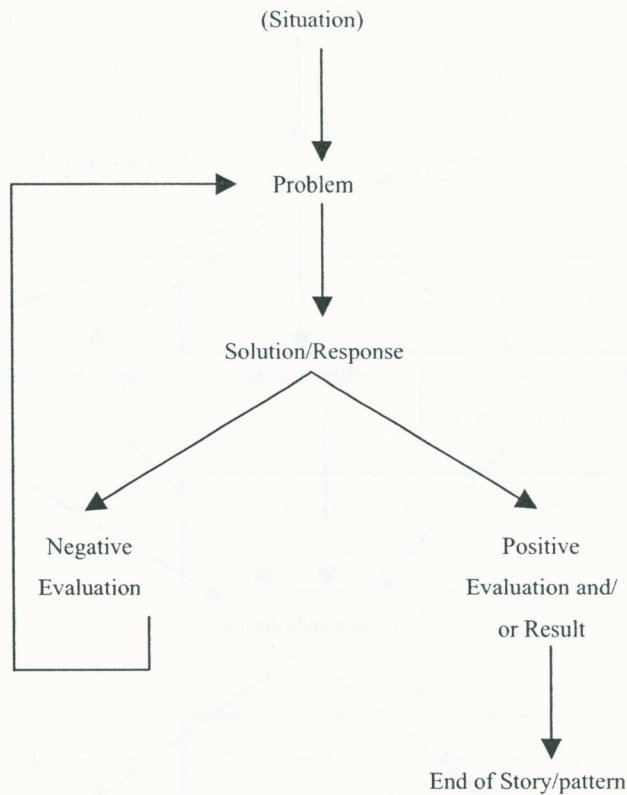 (Situation)
Problem
Solution/Response
Negative
Evaluation
Positive
Evaluation and/
or Result
End of Story/pattern